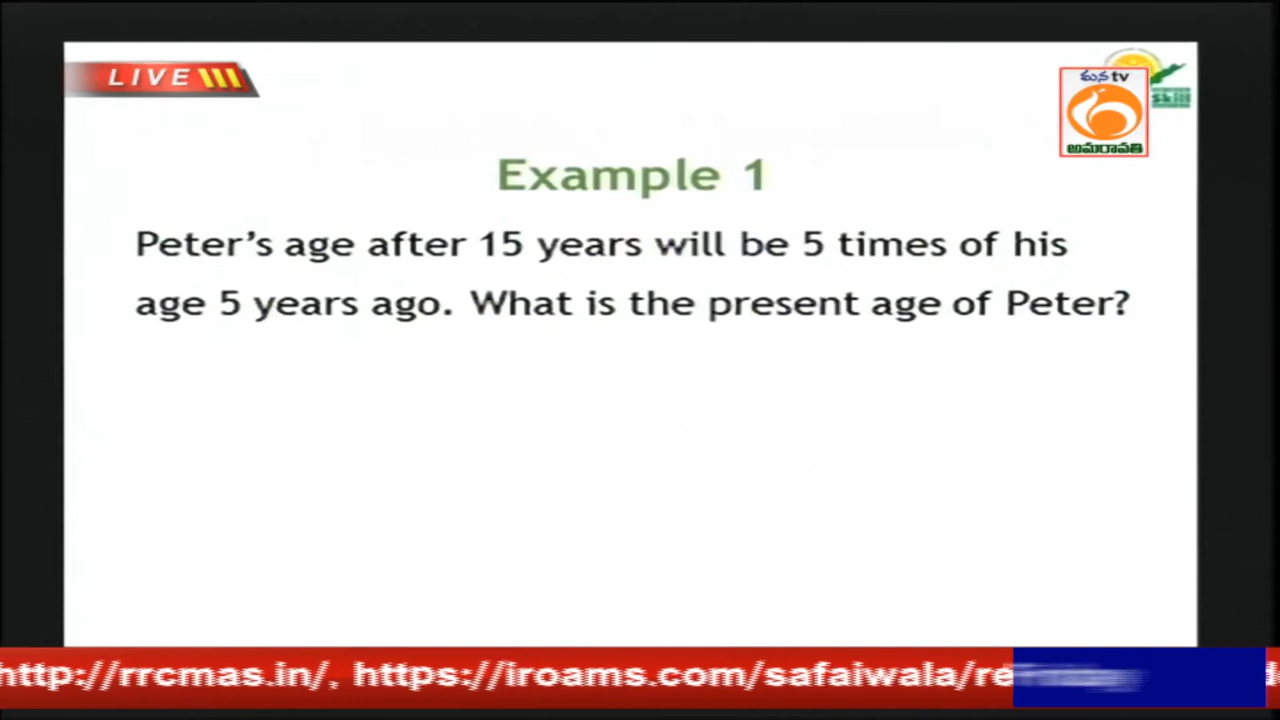 LIVE
మన tv
skill
అమరావతి
Example 1
Peter's age after 15 years will be 5 times of his
age 5 years ago. What is the present age of Peter?
http://rrcmas.in/, https://iroams.com/safaiwala/re